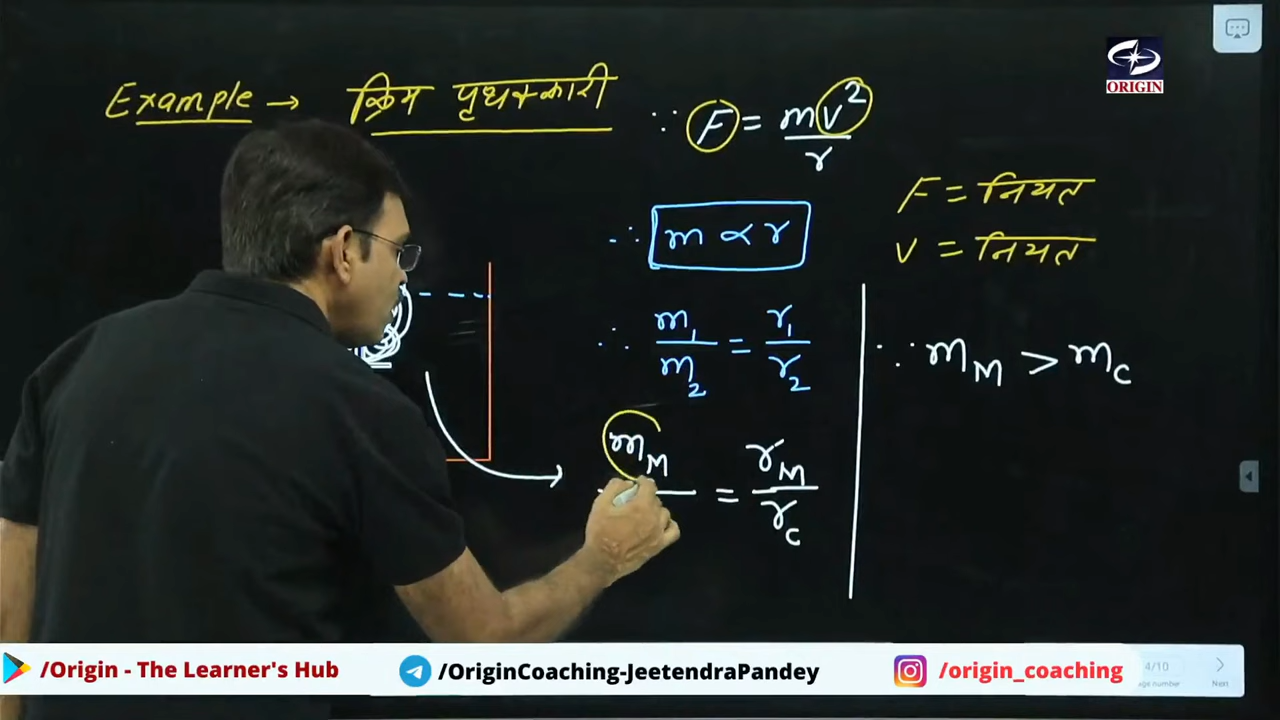 Example → क्रिम पृथक्कारी
∵ F = mv²/r
F = नियत
V = नियत
∴ m ∝ r
∴ m₁/m₂ = r₁/r₂
∵ m_M > m_C
m_M = r_M/r_C
ORIGIN
/Origin - The Learner's Hub
/OriginCoaching-JeetendraPandey
/origin_coaching
4/10
Next